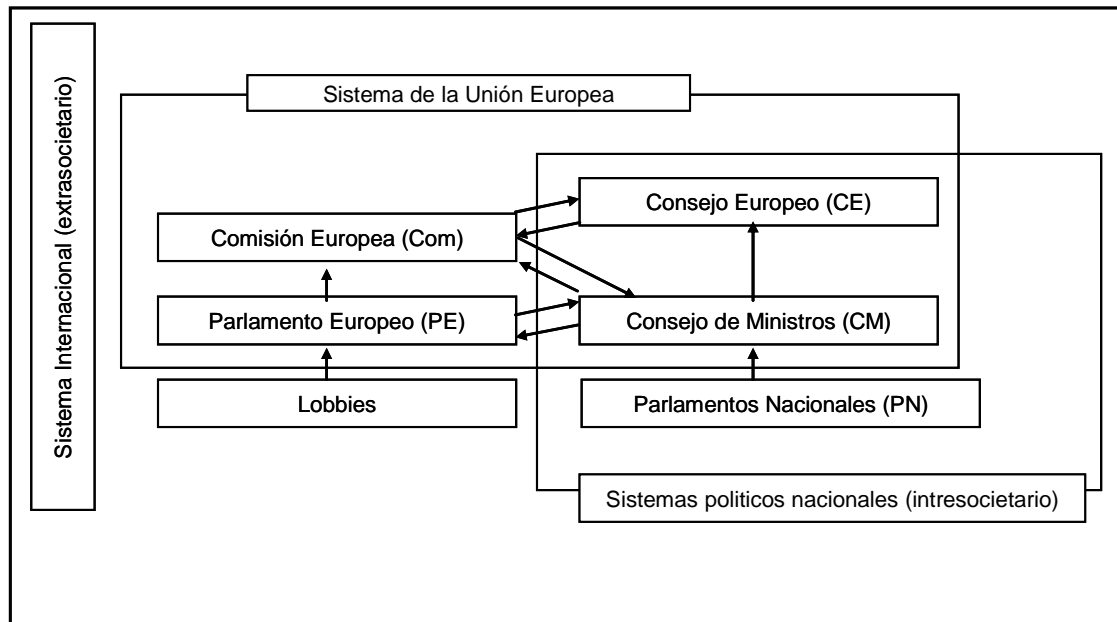 Sistema Internacional (extrasocietario)
Sistema de la Unión Europea
Consejo Europeo (CE)
Comisión Europea (Com)
Parlamento Europeo (PE)
Consejo de Ministros (CM)
Lobbies
Parlamentos Nacionales (PN)
Sistemas politicos nacionales (intresocietario)